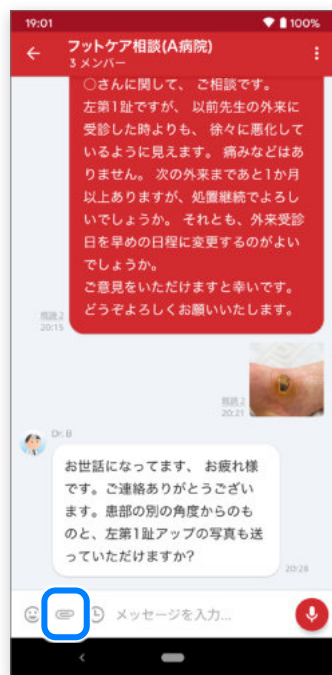 19:01
100%
フットケア相談(A病院)
3 メンバー
○さんに関して、 ご相談です。
左第1趾ですが、 以前先生の外来に
受診した時よりも、 徐々に悪化して
いるように見えます。 痛みなどはあ
りません。 次の外来まであと1か月
以上ありますが、処置継続でよろし
いでしょうか。 それとも、外来受診
日を早めの日程に変更するのがよい
でしょうか。
ご意見をいただけますと幸いです。
どうぞよろしくお願いいたします。
既読 2
20:15
既読 2
20:21
Dr. B
お世話になってます、 お疲れ様
です。ご連絡ありがとうござい
ます。患部の別の角度からのも
のと、左第1趾アップの写真も送
っていただけますか?
20:28
メッセージを入力...